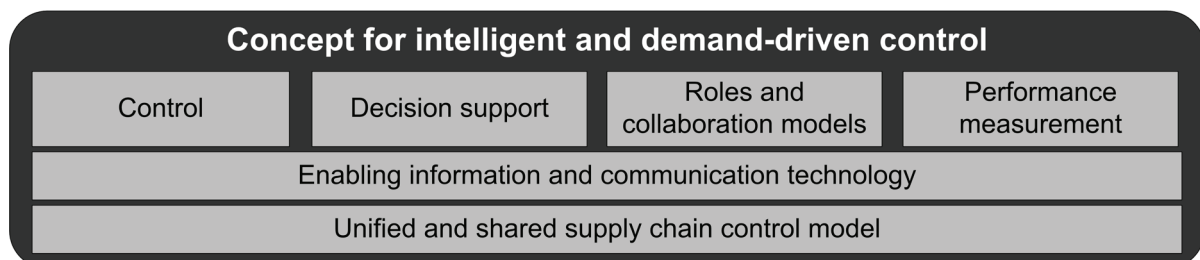 Concept for intelligent and demand-driven control
Control
Decision support
Roles and
collaboration models
Performance
measurement
Enabling information and communication technology
Unified and shared supply chain control model